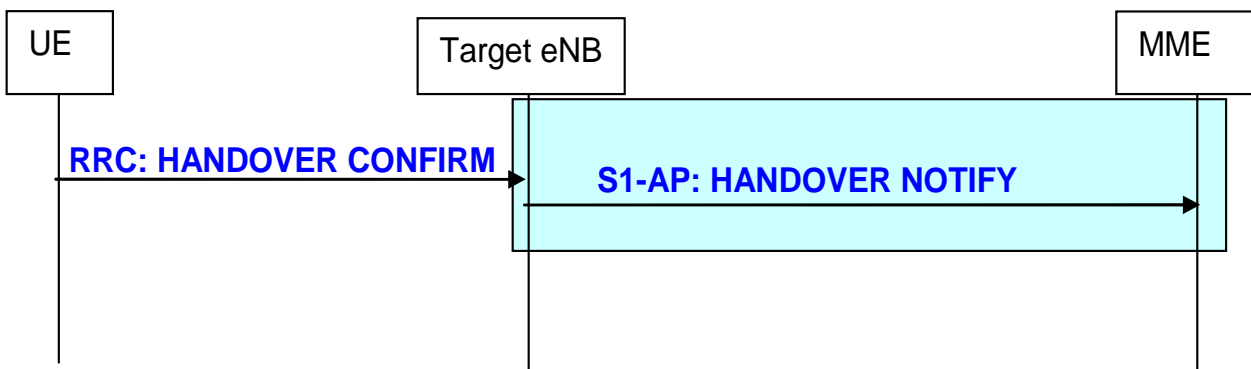 UE
Target eNB
MME
RRC: HANDOVER CONFIRM
S1-AP: HANDOVER NOTIFY